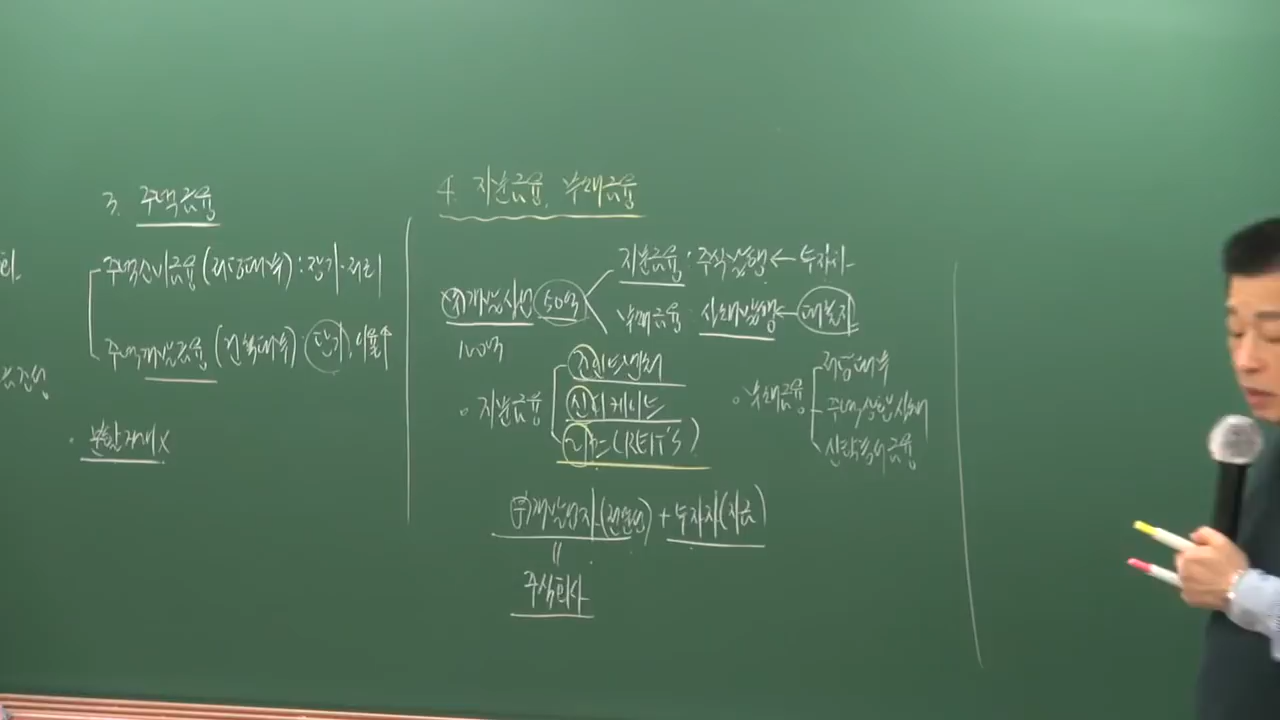 3. 주택금융
주택소비금융(저당대부) : 장기·저리
주택개발금융(건축대부) : 단기, 이율↑
· 분할거래X
4. 지분금융, 부채금융
지분금융 : 주식발행 ← 투자자
개발사업 50억
부채금융 사채발행 ← 대부자
100억
지분금융
조인트벤처
신디케이트
리츠(REIT'S)
부채금융
저당대부
주택상환사채
신탁증서금융
개발업자(전문성) + 투자자(자금)
=
주식회사